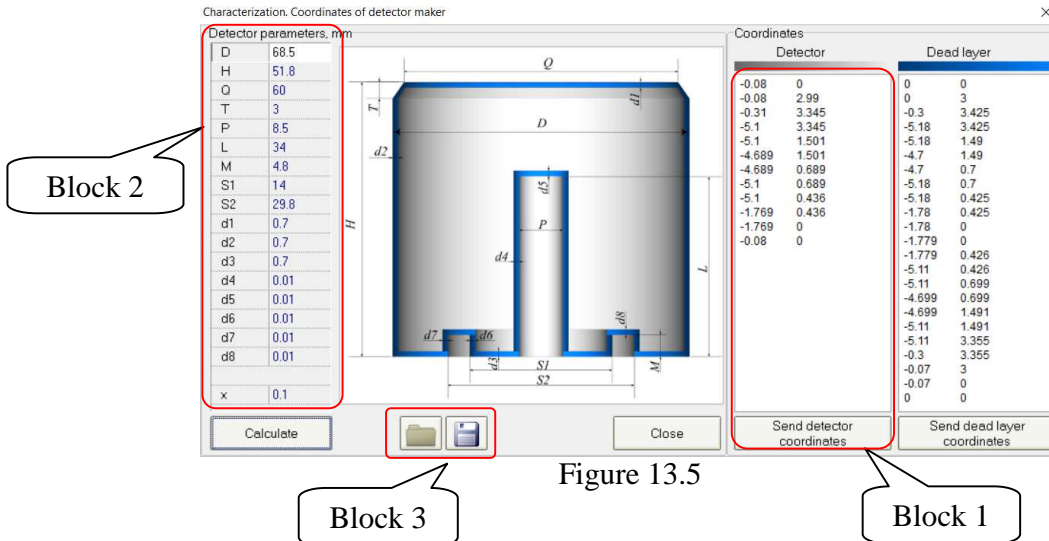 Characterization. Coordinates of detector maker
Detector parameters, mm
D 68.5
H 51.8
Q 60
T 3
P 8.5
L 34
M 4.8
S1 14
S2 29.8
d1 0.7
d2 0.7
d3 0.7
d4 0.01
d5 0.01
d6 0.01
d7 0.01
d8 0.01
x 0.1
Calculate
Q
T
d1
D
d2
d5
H
P
L
d4
d8
d7
d6
d3
S1
M
S2
Close
Coordinates
Detector
-0.08 0
-0.08 2.99
-0.31 3.345
-5.1 3.345
-5.1 1.501
-4.689 1.501
-4.689 0.689
-5.1 0.689
-5.1 0.436
-1.769 0.436
-1.769 0
-0.08 0
Send detector
coordinates
Dead layer
0 0
0 3
-0.3 3.425
-5.18 3.425
-5.18 1.49
-4.7 1.49
-4.7 0.7
-5.18 0.7
-5.18 0.425
-1.78 0.425
-1.78 0
-1.779 0
-1.779 0.426
-5.11 0.426
-5.11 0.699
-4.699 0.699
-4.699 1.491
-5.11 1.491
-5.11 3.355
-0.3 3.355
-0.07 3
-0.07 0
0 0
Send dead layer
coordinates
Block 2
Block 3
Figure 13.5
Block 1